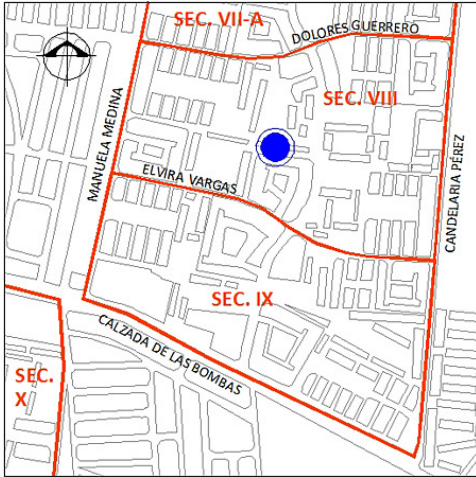 SEC. VII-A
DOLORES GUERRERO
SEC. VIII
MANUELA MEDINA
ELVIRA VARGAS
CANDELARIA PÉREZ
SEC. IX
CALZADA DE LAS BOMBAS
SEC.
X